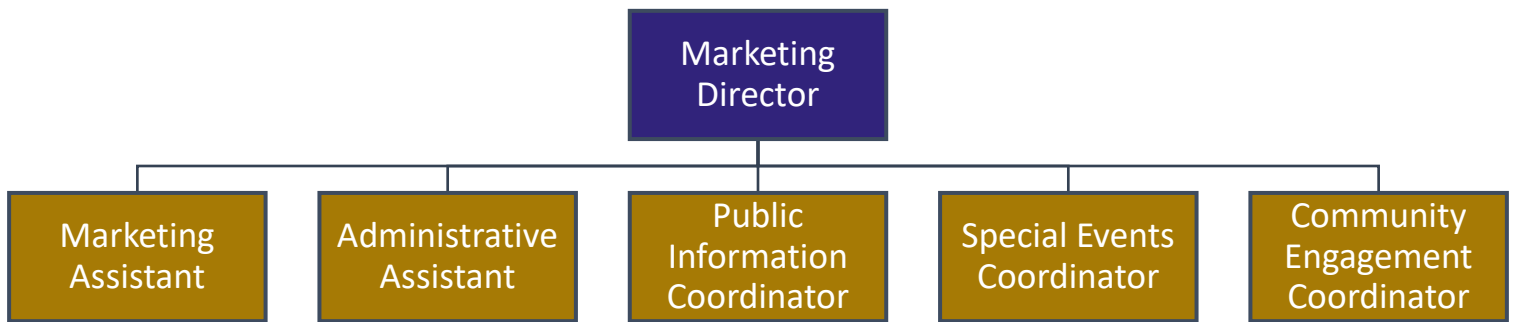 Marketing
Director
Marketing
Assistant
Administrative
Assistant
Public
Information
Coordinator
Special Events
Coordinator
Community
Engagement
Coordinator